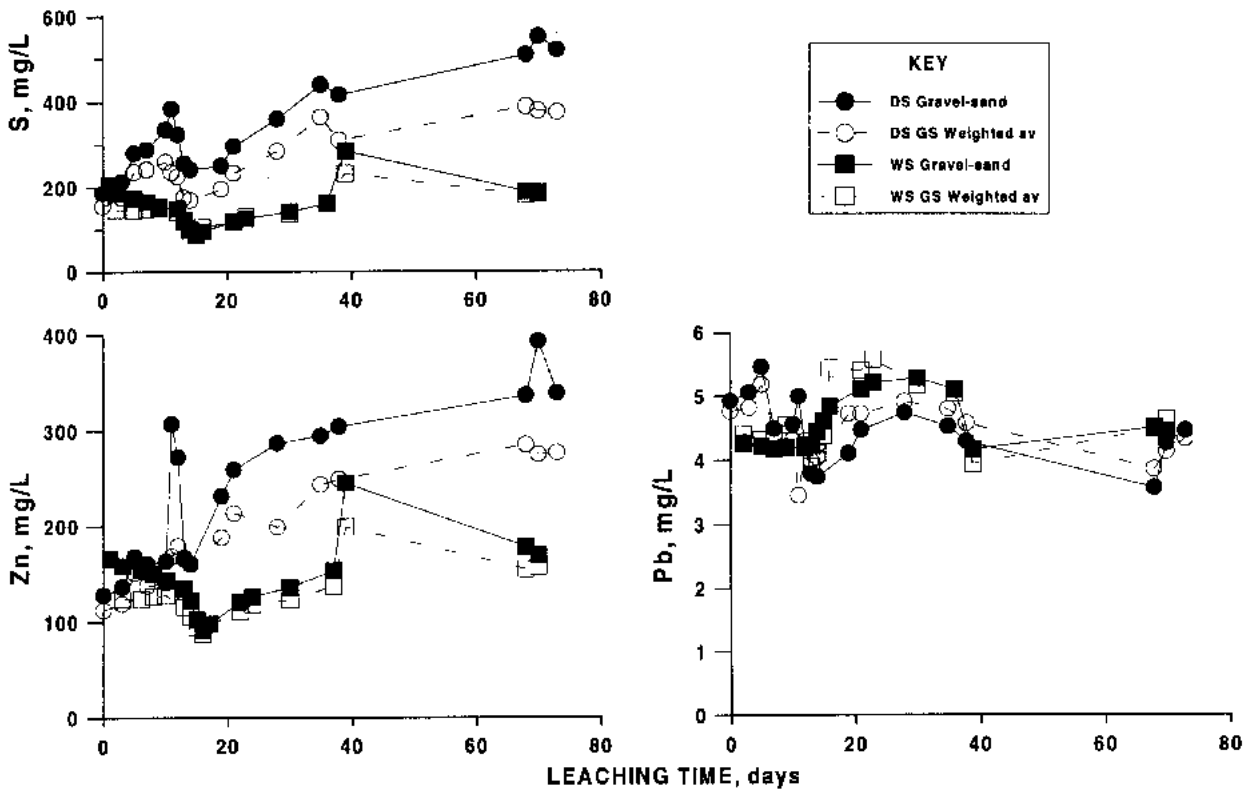 S, mg/L
600
400
200
0
0 20 40 60 80
KEY
DS Gravel-sand
DS GS Weighted av
WS Gravel-sand
WS GS Weighted av
Zn, mg/L
400
300
200
100
0
0 20 40 60 80
Pb, mg/L
6
5
4
3
2
1
0
0 20 40 60 80
LEACHING TIME, days